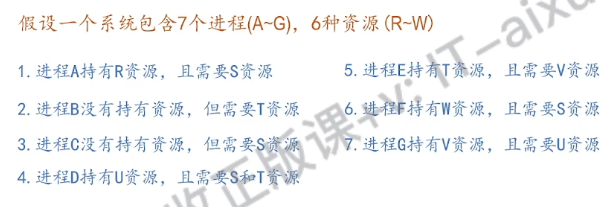 假设一个系统包含7个进程(A~G)，6种资源(R~W)
1.进程A持有R资源，且需要S资源
2.进程B没有持有资源，但需要T资源
3.进程C没有持有资源，但需要S资源
4.进程D持有U资源，且需要S和T资源
5.进程E持有T资源，且需要V资源
6.进程F持有W资源，且需要S资源
7.进程G持有V资源，且需要U资源
收正版课+v: IT-aixu